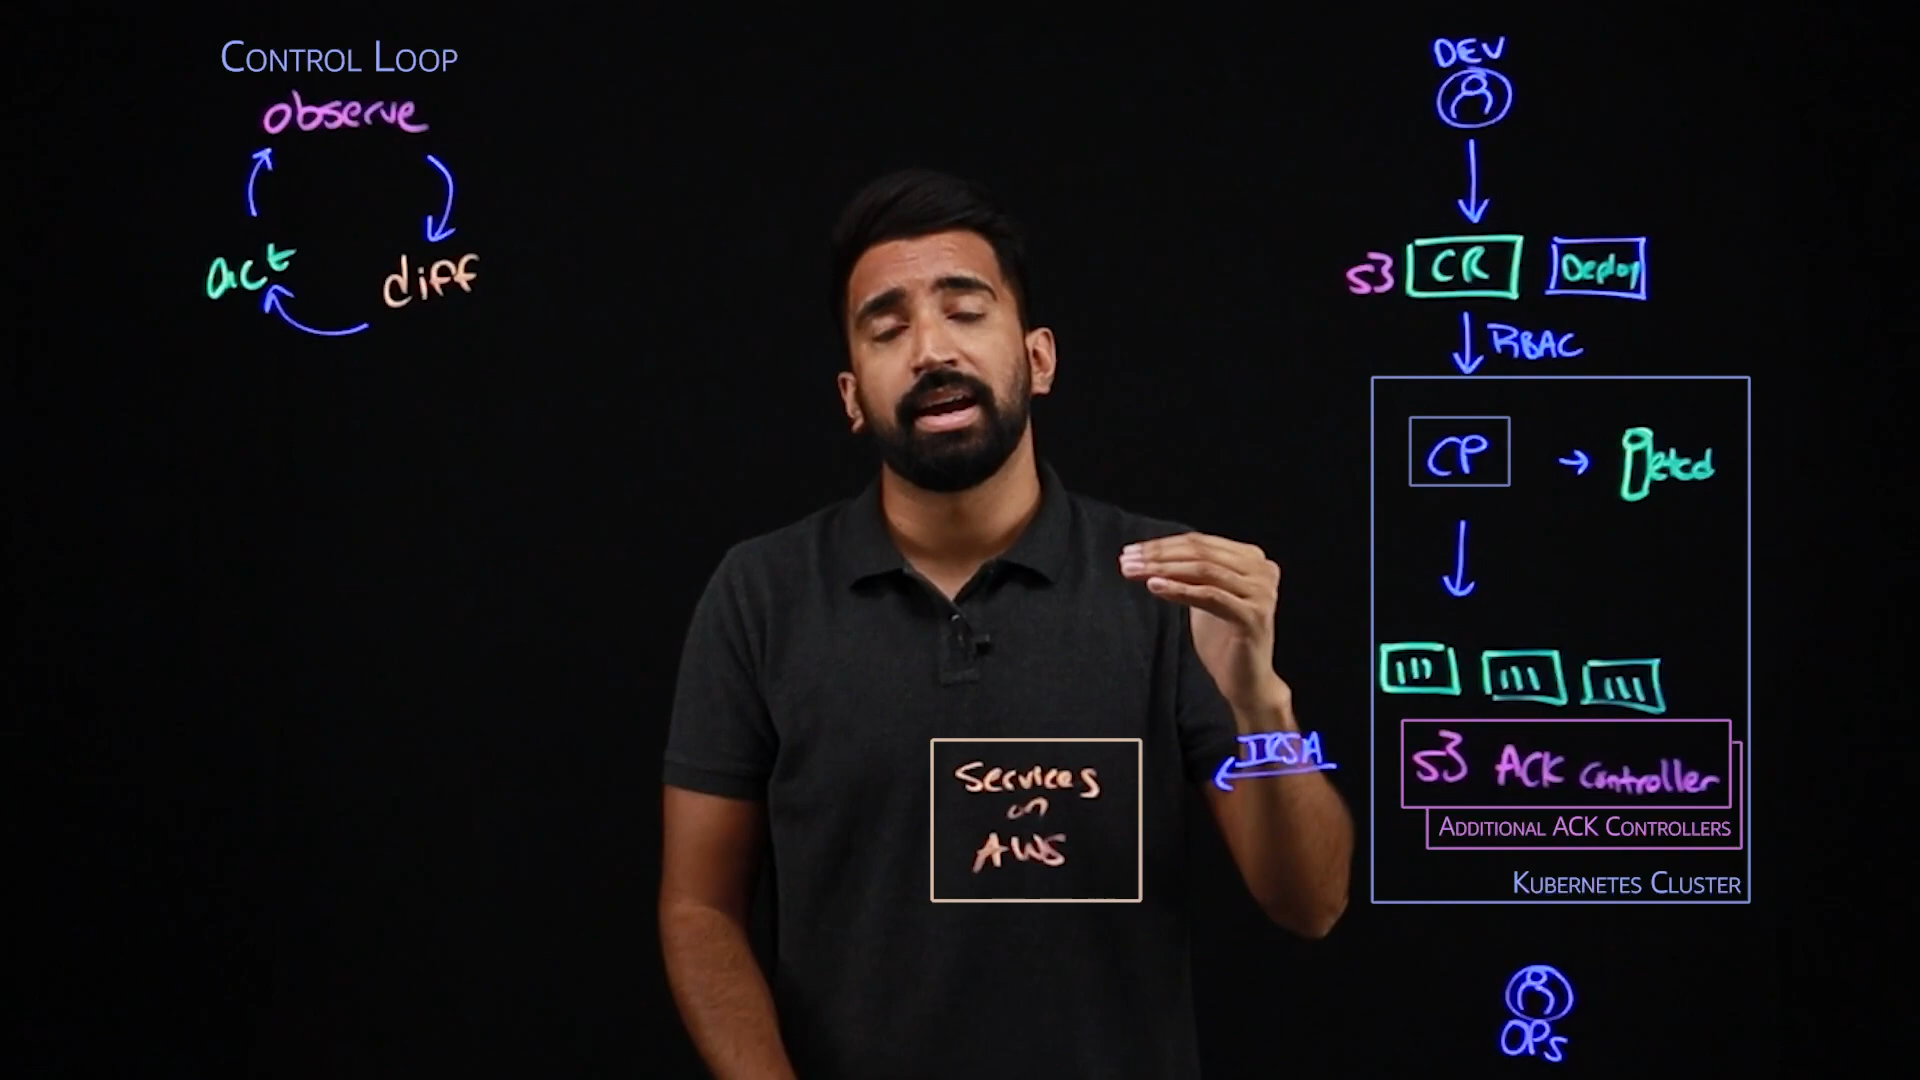 CONTROL LOOP
observe
act
diff
DEV
S3
CR
Deploy
RBAC
CP
etcd
S3 ACK Controller
ADDITIONAL ACK CONTROLLERS
KUBERNETES CLUSTER
IRSA
Services
on
AWS
OPs